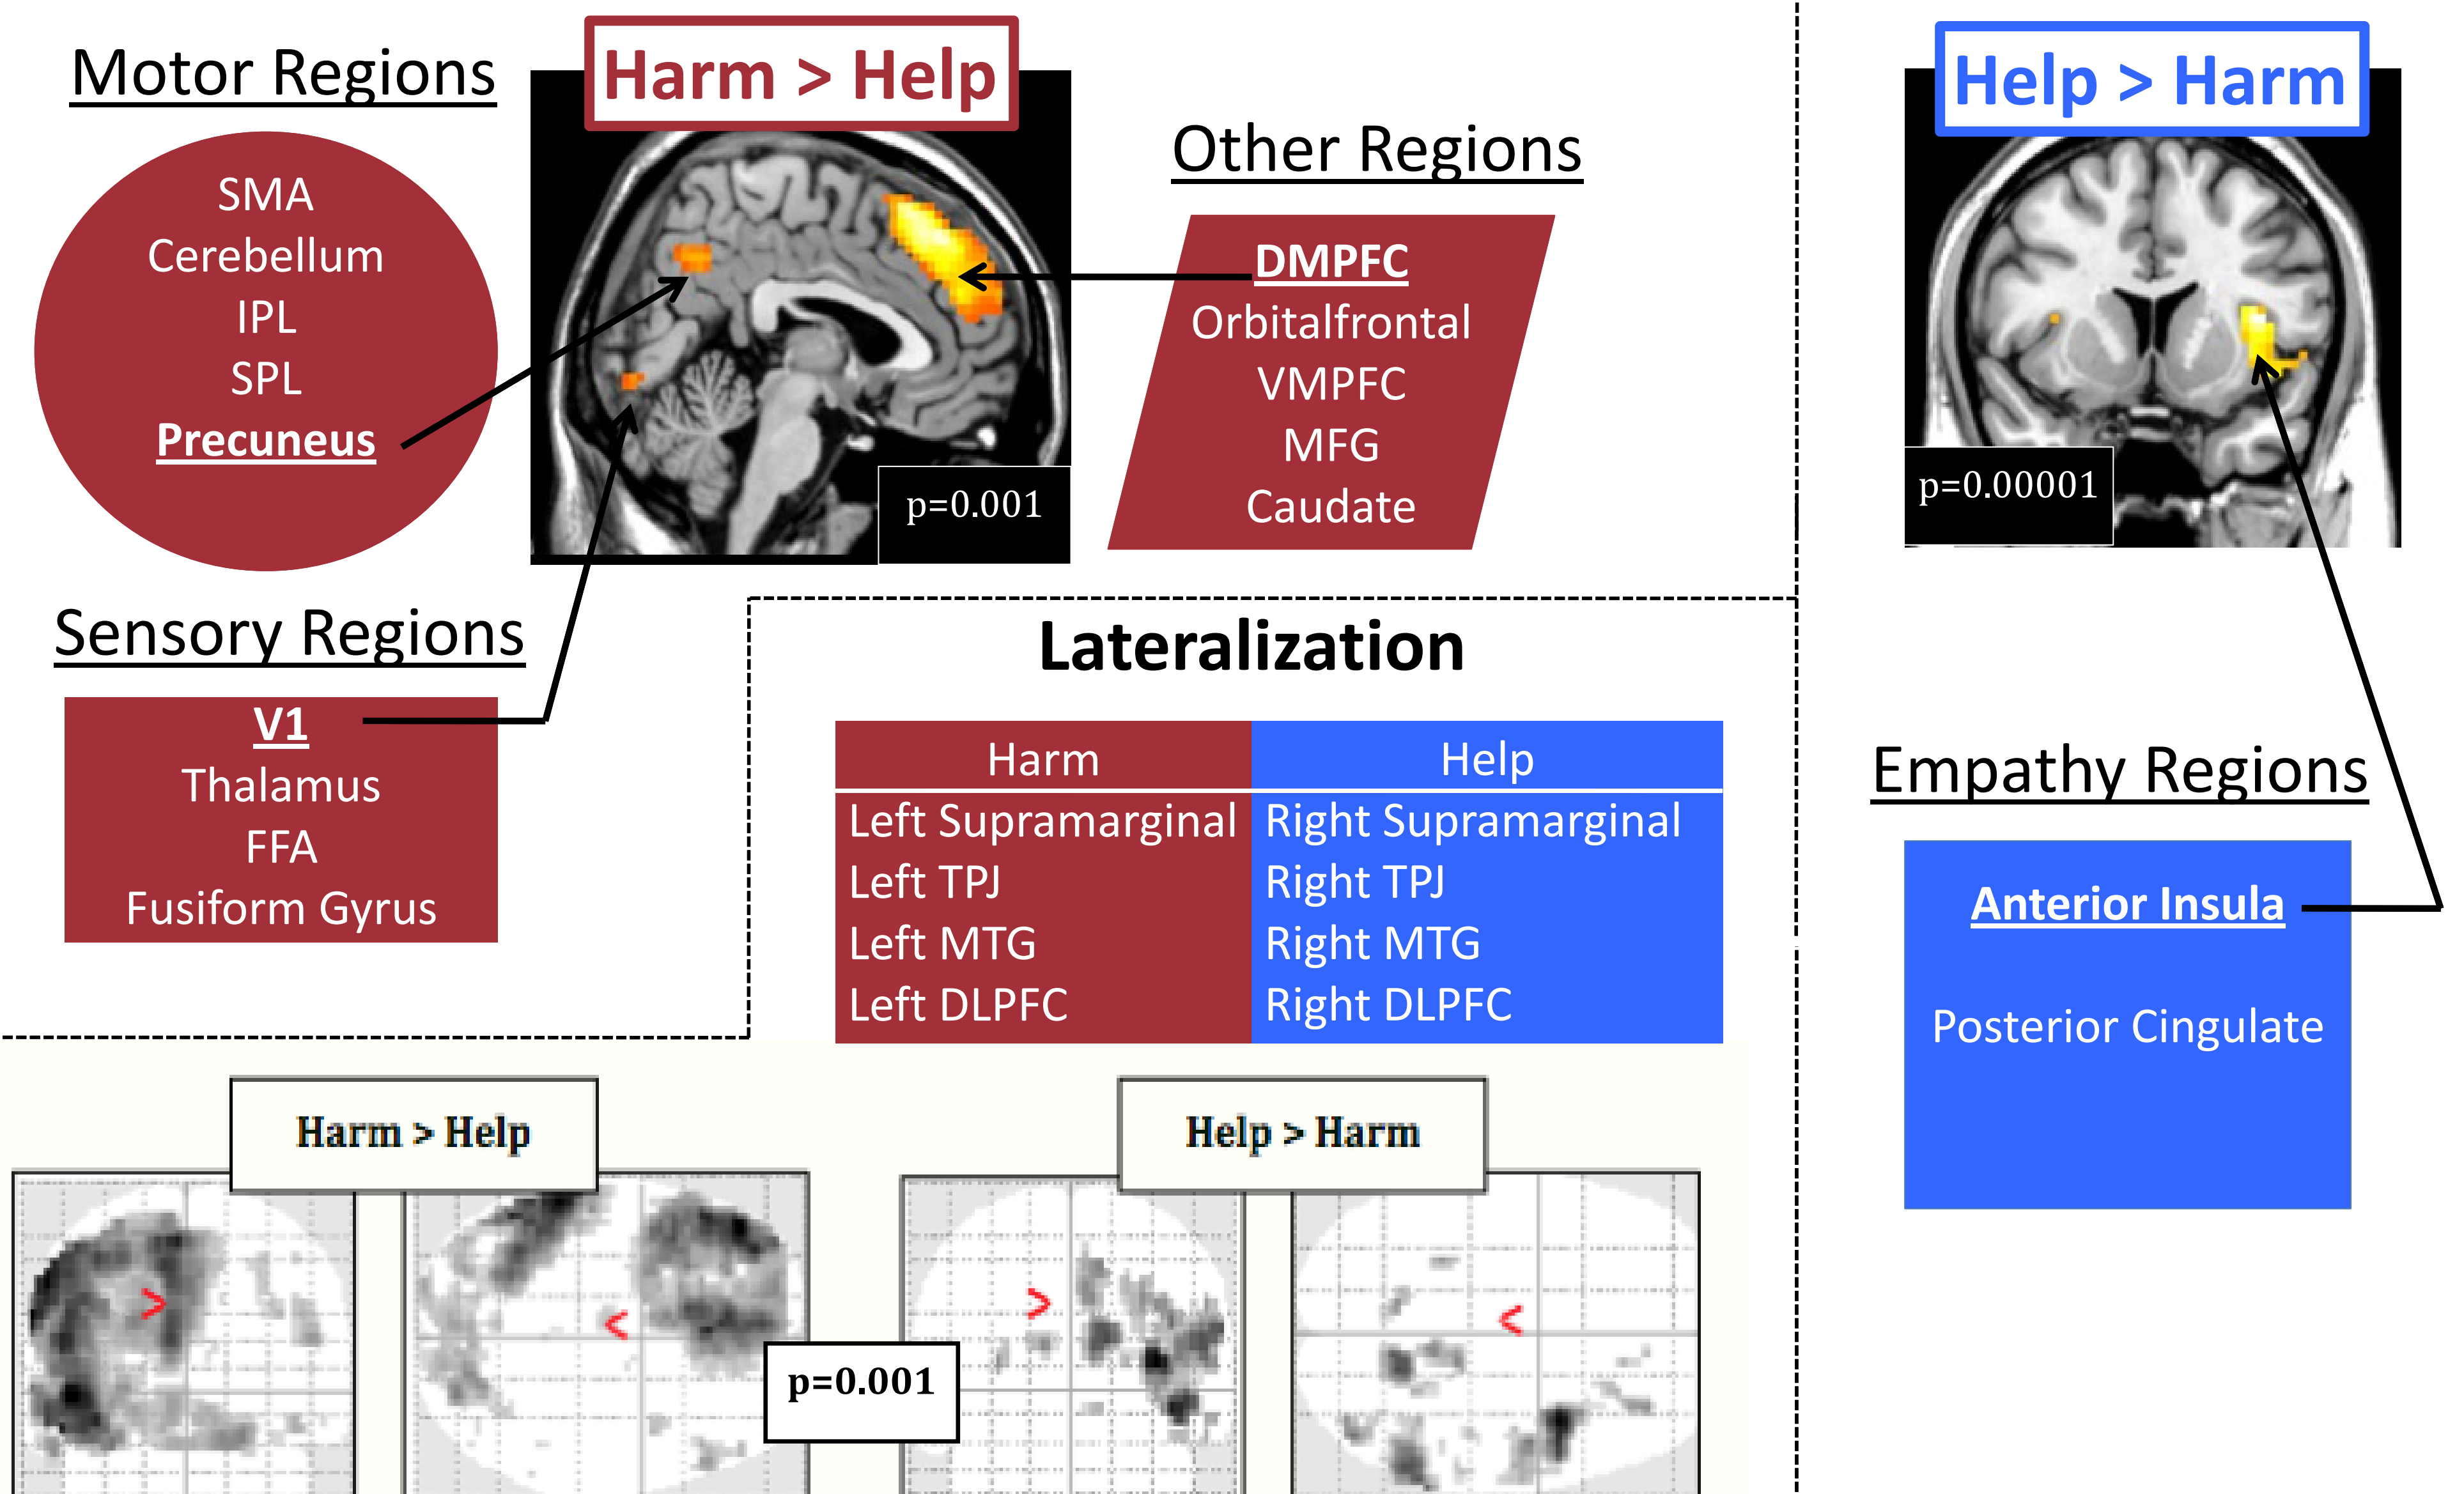 Motor Regions
SMA
Cerebellum
IPL
SPL
Precuneus
Harm > Help
p=0.001
Other Regions
DMPFC
Orbitalfrontal
VMPFC
MFG
Caudate
Sensory Regions
V1
Thalamus
FFA
Fusiform Gyrus
Lateralization
Harm Help
Left Supramarginal Right Supramarginal
Left TPJ Right TPJ
Left MTG Right MTG
Left DLPFC Right DLPFC
Help > Harm
p=0.00001
Empathy Regions
Anterior Insula
Posterior Cingulate
Harm > Help
Help > Harm
>
<
p=0.001
>
<